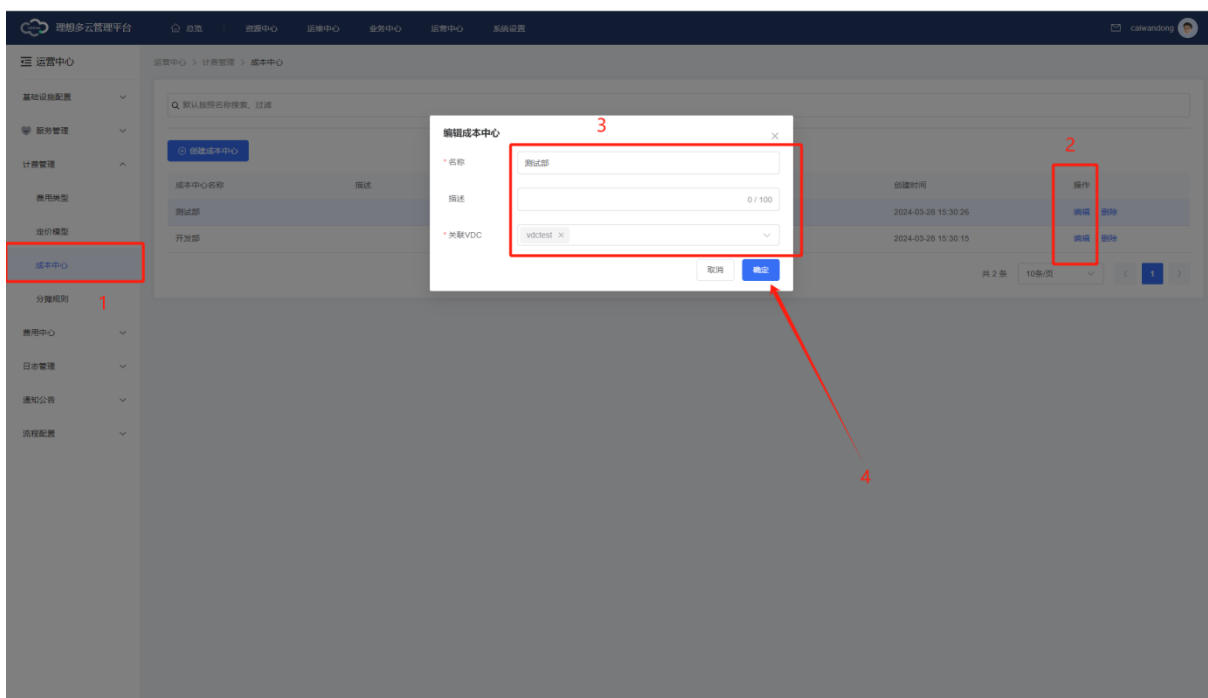 理想多云管理平台 总览 资源中心 运维中心 业务中心 运营中心 系统设置 caiwandong
运营中心 运营中心 > 计费管理 > 成本中心
基础设施配置
默认按照名称搜索、过滤
服务管理
创建成本中心
计费管理
成本中心名称 描述 创建时间 操作
费用类型
测试部 2024-03-28 15:30:26 编辑 删除
定价模型
开发部 2024-03-28 15:30:15 编辑 删除
成本中心
共 2 条 10条/页 1
分摊规则
1
费用中心
日志管理
通知公告
流程配置
编辑成本中心
3
* 名称 测试部
描述 0 / 100
* 关联VDC vdctest ×
取消 确定
2
4